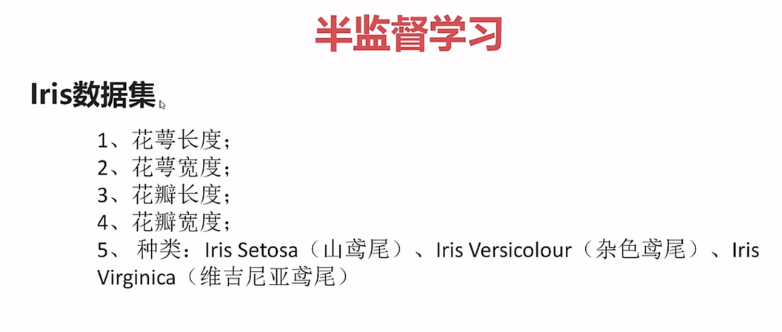 半监督学习
Iris数据集
1、花萼长度；
2、花萼宽度；
3、花瓣长度；
4、花瓣宽度；
5、 种类：Iris Setosa（山鸢尾）、Iris Versicolour（杂色鸢尾）、Iris
Virginica（维吉尼亚鸢尾）